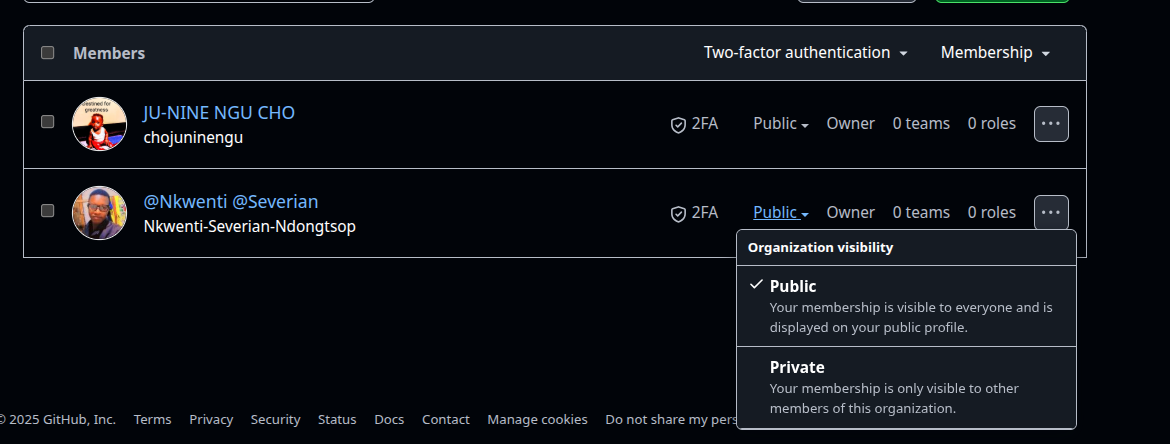 Members
Two-factor authentication
Membership
destined for
greatness
JU-NINE NGU CHO
chojuninengu
2FA
Public
Owner
0 teams
0 roles
@Nkwenti @Severian
Nkwenti-Severian-Ndongtsop
2FA
Public
Owner
0 teams
0 roles
Organization visibility
Public
Your membership is visible to everyone and is
displayed on your public profile.
Private
Your membership is only visible to other
members of this organization.
© 2025 GitHub, Inc.
Terms
Privacy
Security
Status
Docs
Contact
Manage cookies
Do not share my pers